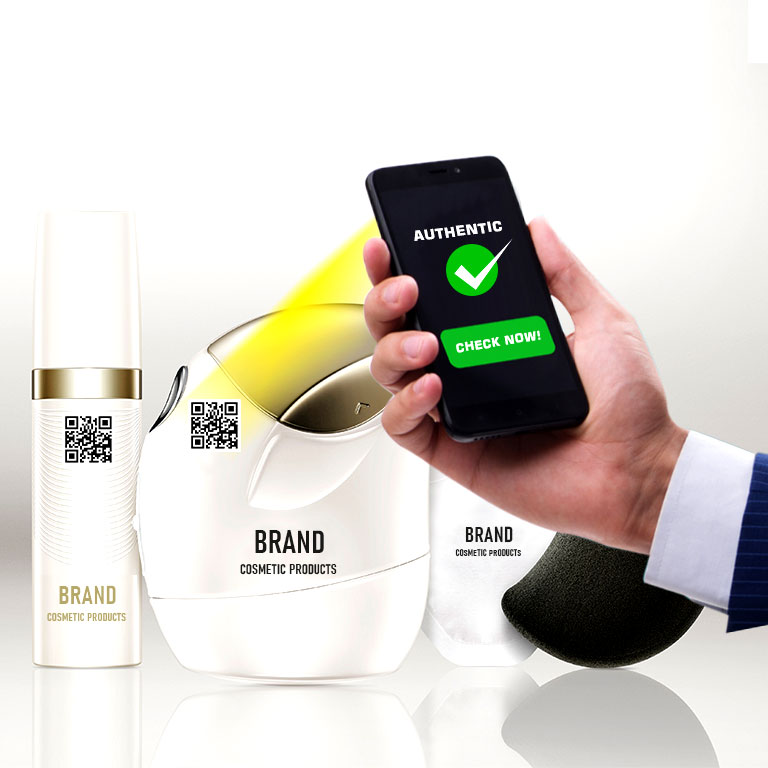 AUTHENTIC
CHECK NOW!
BRAND
COSMETIC PRODUCTS
BRAND
COSMETIC PRODUCTS
BRAND
COSMETIC PRODUCTS